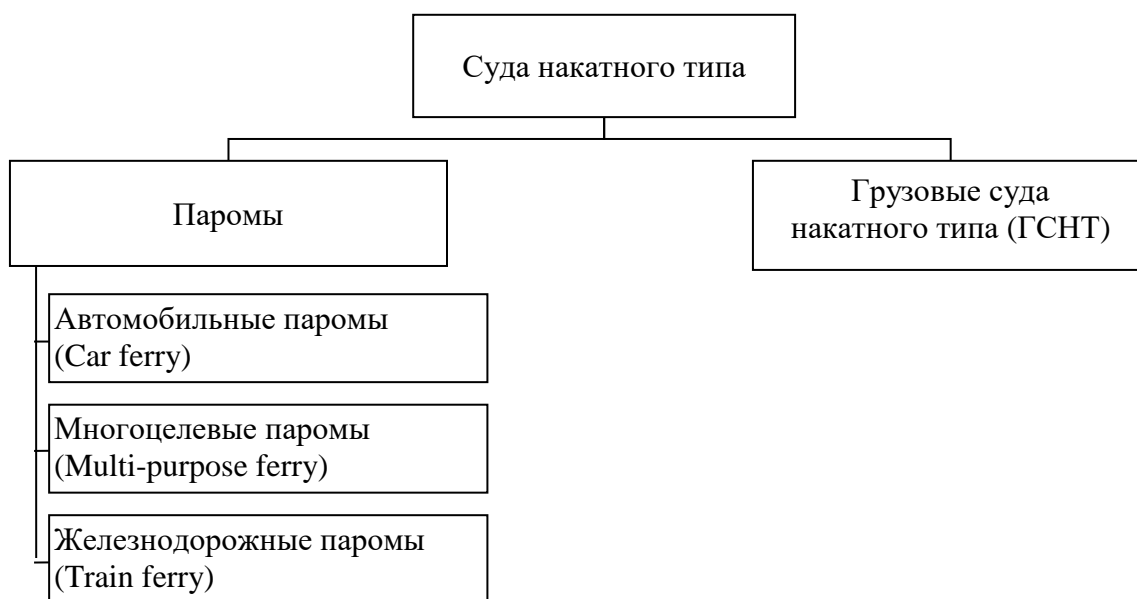 Суда накатного типа
Паромы
Грузовые суда
накатного типа (ГСНТ)
Автомобильные паромы
(Car ferry)
Многоцелевые паромы
(Multi-purpose ferry)
Железнодорожные паромы
(Train ferry)